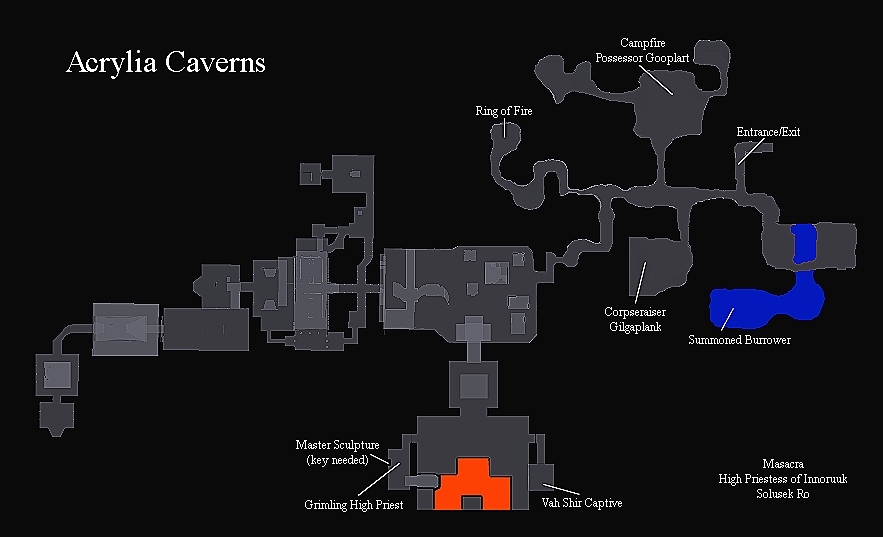 Acrylia Caverns
Campfire
Possessor Gooplart
Ring of Fire
Entrance/Exit
Corpseraiser
Gilgaplank
Summoned Burrower
Master Sculpture
(key needed)
Grimling High Priest
Vah Shir Captive
Masacra
High Priestess of Innoruuk
Solusek Ro